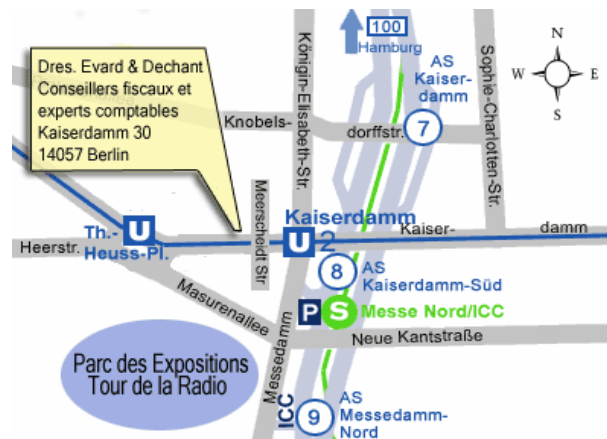 100
Hamburg
N
W E
S
Dres. Evard & Dechant
Conseillers fiscaux et
experts comptables
Kaiserdamm 30
14057 Berlin
Königin-Elisabeth-Str.
Sophie-Charlotten-Str.
AS
Kaiser-
damm
7
Knobels-
dorffstr.
Meerscheidt Str
Th.-
Heuss-Pl.
U
Kaiserdamm
U
2
Kaiser-
damm
Heerstr.
8
AS
Kaiserdamm-Süd
Masurenallee
P
S
Messe Nord/ICC
Neue Kantstraße
Messedamm
Parc des Expositions
Tour de la Radio
ICC
9
AS
Messedamm-
Nord